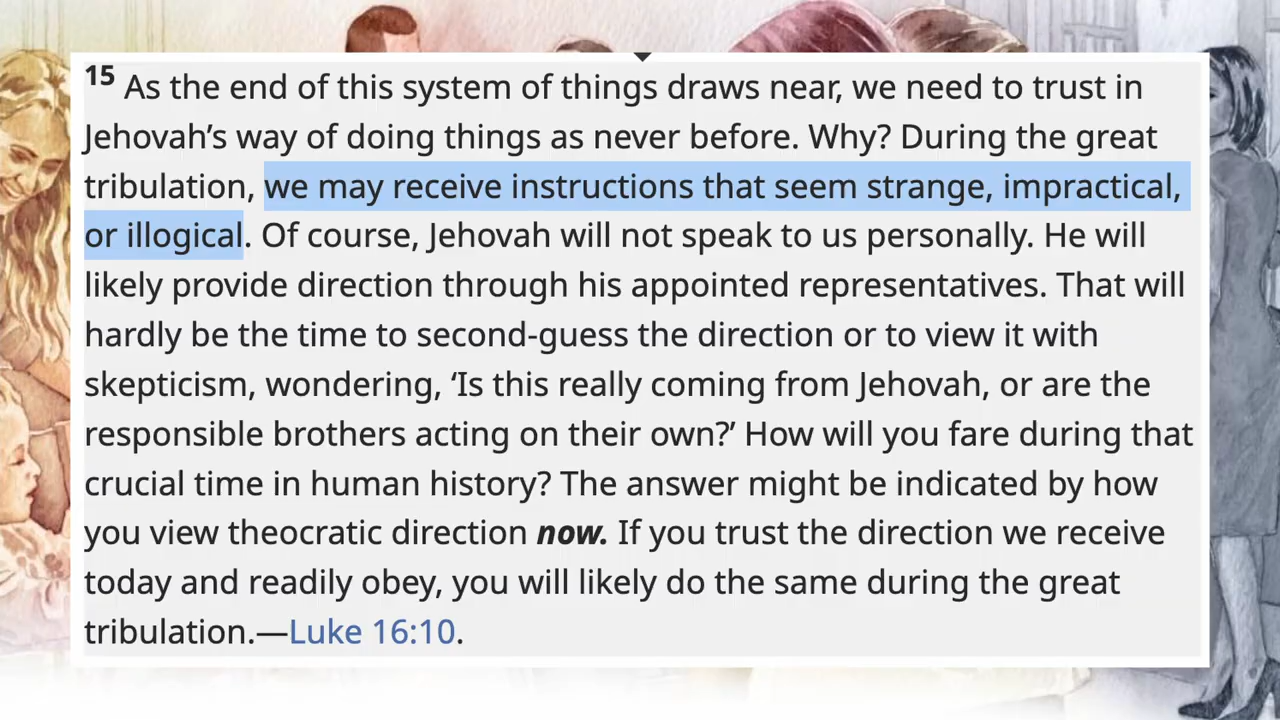 15 As the end of this system of things draws near, we need to trust in
Jehovah’s way of doing things as never before. Why? During the great
tribulation, we may receive instructions that seem strange, impractical,
or illogical. Of course, Jehovah will not speak to us personally. He will
likely provide direction through his appointed representatives. That will
hardly be the time to second-guess the direction or to view it with
skepticism, wondering, ‘Is this really coming from Jehovah, or are the
responsible brothers acting on their own?’ How will you fare during that
crucial time in human history? The answer might be indicated by how
you view theocratic direction now. If you trust the direction we receive
today and readily obey, you will likely do the same during the great
tribulation.—Luke 16:10.